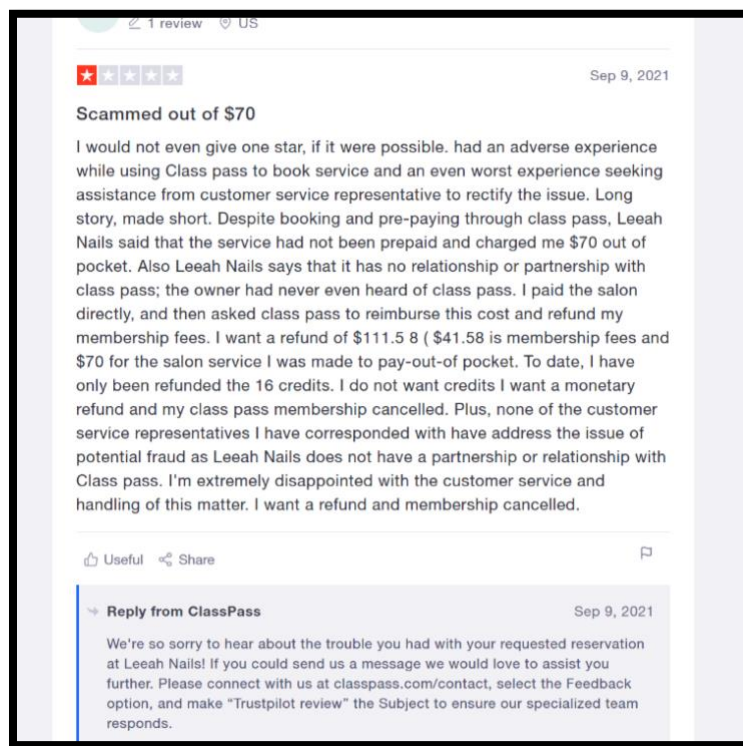 1 review US
Sep 9, 2021
Scammed out of $70
I would not even give one star, if it were possible. had an adverse experience
while using Class pass to book service and an even worst experience seeking
assistance from customer service representative to rectify the issue. Long
story, made short. Despite booking and pre-paying through class pass, Leeah
Nails said that the service had not been prepaid and charged me $70 out of
pocket. Also Leeah Nails says that it has no relationship or partnership with
class pass; the owner had never even heard of class pass. I paid the salon
directly, and then asked class pass to reimburse this cost and refund my
membership fees. I want a refund of $111.5 8 ( $41.58 is membership fees and
$70 for the salon service I was made to pay-out-of pocket. To date, I have
only been refunded the 16 credits. I do not want credits I want a monetary
refund and my class pass membership cancelled. Plus, none of the customer
service representatives I have corresponded with have address the issue of
potential fraud as Leeah Nails does not have a partnership or relationship with
Class pass. I'm extremely disappointed with the customer service and
handling of this matter. I want a refund and membership cancelled.
Useful Share
Reply from ClassPass Sep 9, 2021
We're so sorry to hear about the trouble you had with your requested reservation
at Leeah Nails! If you could send us a message we would love to assist you
further. Please connect with us at classpass.com/contact, select the Feedback
option, and make “Trustpilot review” the Subject to ensure our specialized team
responds.